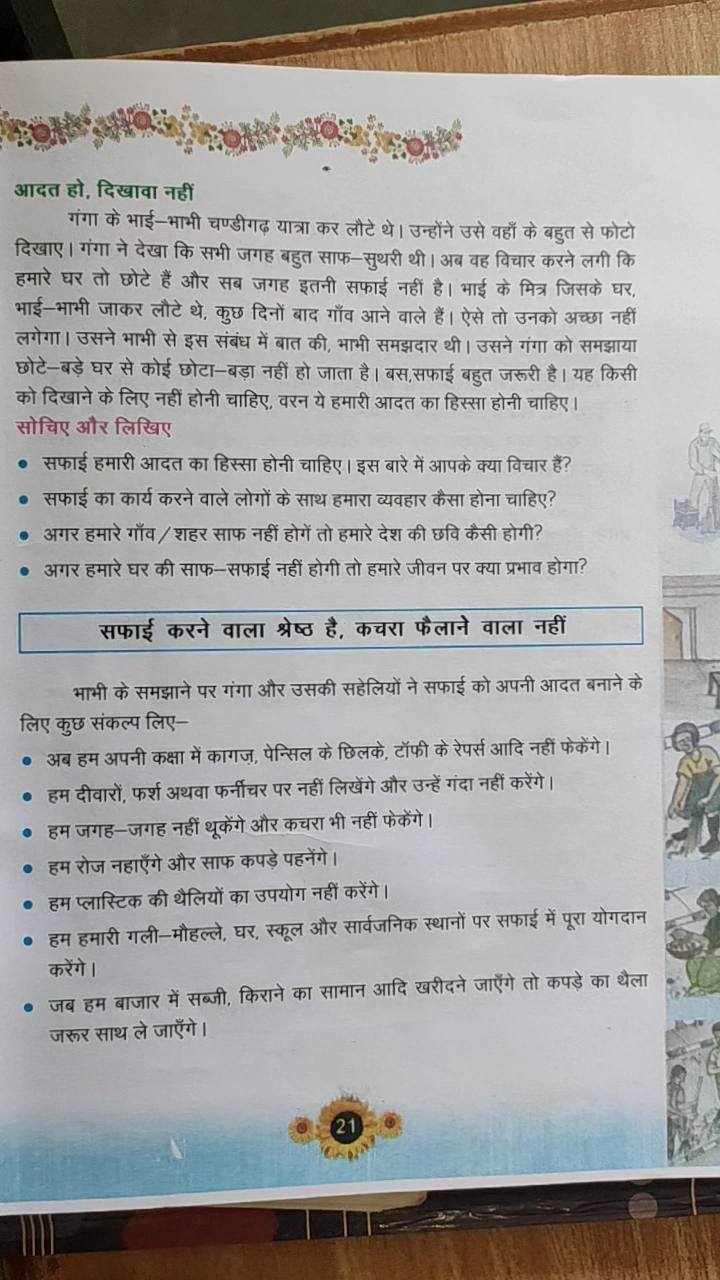 आदत हो, दिखावा नहीं
गंगा के भाई–भाभी चण्डीगढ़ यात्रा कर लौटे थे। उन्होंने उसे वहाँ के बहुत से फोटो
दिखाए। गंगा ने देखा कि सभी जगह बहुत साफ–सुथरी थी। अब वह विचार करने लगी कि
हमारे घर तो छोटे हैं और सब जगह इतनी सफाई नहीं है। भाई के मित्र जिसके घर,
भाई–भाभी जाकर लौटे थे, कुछ दिनों बाद गाँव आने वाले हैं। ऐसे तो उनको अच्छा नहीं
लगेगा। उसने भाभी से इस संबंध में बात की, भाभी समझदार थी। उसने गंगा को समझाया
छोटे–बड़े घर से कोई छोटा–बड़ा नहीं हो जाता है। बस,सफाई बहुत जरूरी है। यह किसी
को दिखाने के लिए नहीं होनी चाहिए, वरन ये हमारी आदत का हिस्सा होनी चाहिए।
सोचिए और लिखिए
• सफाई हमारी आदत का हिस्सा होनी चाहिए। इस बारे में आपके क्या विचार हैं?
• सफाई का कार्य करने वाले लोगों के साथ हमारा व्यवहार कैसा होना चाहिए?
• अगर हमारे गाँव/शहर साफ नहीं होगें तो हमारे देश की छवि कैसी होगी?
• अगर हमारे घर की साफ–सफाई नहीं होगी तो हमारे जीवन पर क्या प्रभाव होगा?
सफाई करने वाला श्रेष्ठ है, कचरा फैलाने वाला नहीं
भाभी के समझाने पर गंगा और उसकी सहेलियों ने सफाई को अपनी आदत बनाने के
लिए कुछ संकल्प लिए–
• अब हम अपनी कक्षा में कागज़, पेन्सिल के छिलके, टॉफी के रेपर्स आदि नहीं फेकेंगे।
• हम दीवारों, फर्श अथवा फर्नीचर पर नहीं लिखेंगे और उन्हें गंदा नहीं करेंगे।
• हम जगह–जगह नहीं थूकेंगे और कचरा भी नहीं फेकेंगे।
• हम रोज नहाएँगे और साफ कपड़े पहनेंगे।
• हम प्लास्टिक की थैलियों का उपयोग नहीं करेंगे।
• हम हमारी गली–मौहल्ले, घर, स्कूल और सार्वजनिक स्थानों पर सफाई में पूरा योगदान
करेंगे।
• जब हम बाजार में सब्जी, किराने का सामान आदि खरीदने जाएँगे तो कपड़े का थैला
जरूर साथ ले जाएँगे।
21